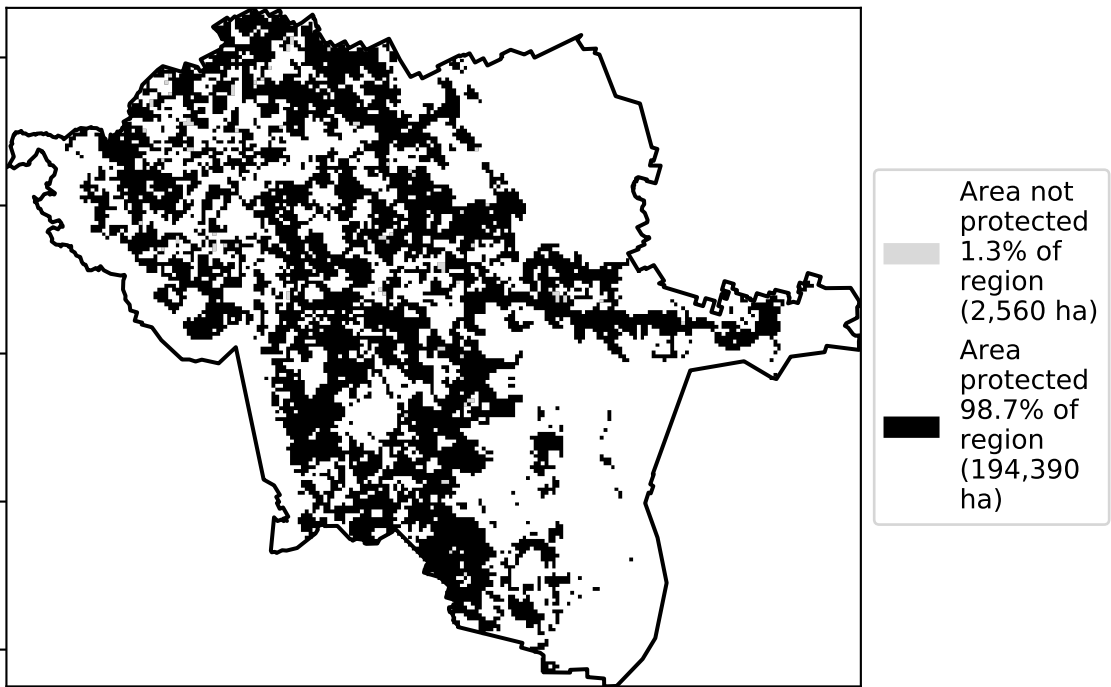 Area not
protected
1.3% of
region
(2,560 ha)
Area
protected
98.7% of
region
(194,390
ha)